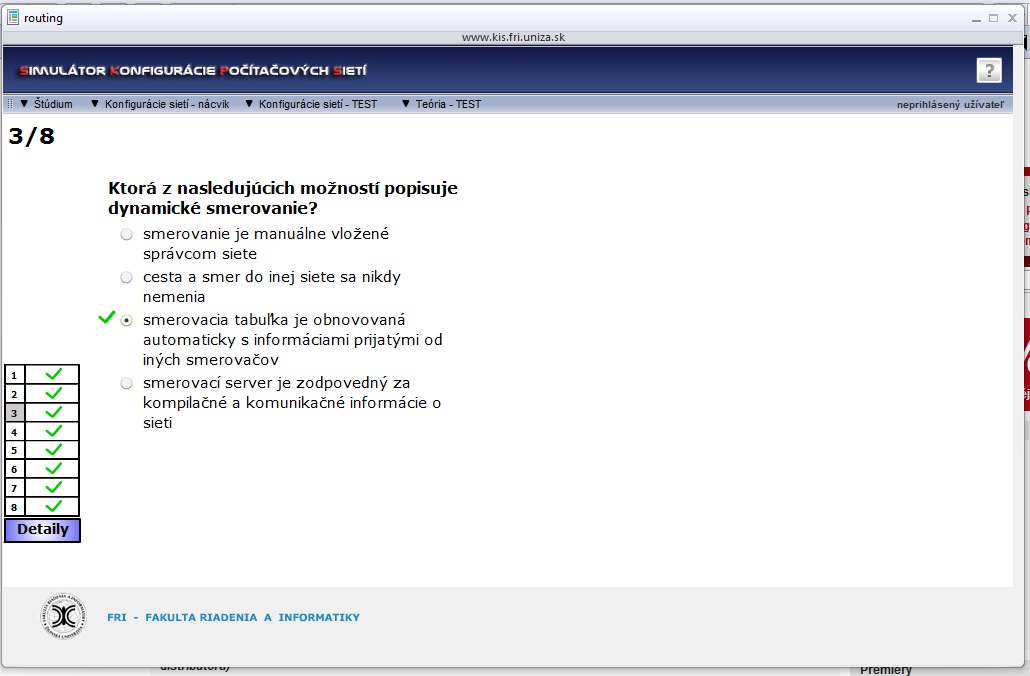 routing
www.kis.fri.uniza.sk
SIMULÁTOR KONFIGURÁCIE POČÍTAČOVÝCH SIETÍ
?
▼ Štúdium ▼ Konfigurácie sietí - nácvik ▼ Konfigurácie sietí - TEST ▼ Teória - TEST neprihlásený užívateľ
3/8
Ktorá z nasledujúcich možností popisuje
dynamické smerovanie?
smerovanie je manuálne vložené
správcom siete
cesta a smer do inej siete sa nikdy
nemenia
smerovacia tabuľka je obnovovaná
automaticky s informáciami prijatými od
iných smerovačov
smerovací server je zodpovedný za
kompilačné a komunikačné informácie o
sieti
1
2
3
4
5
6
7
8
Detaily
FRI - FAKULTA RIADENIA A INFORMATIKY
distribútora)
Premiéry